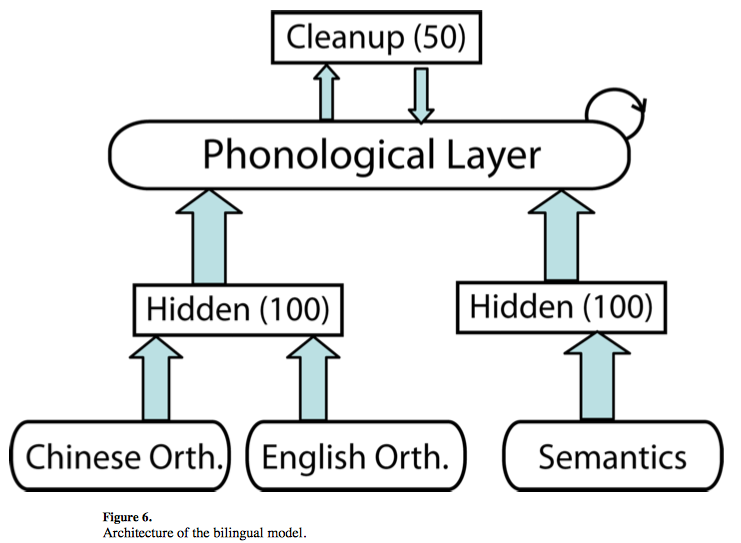 Cleanup (50)
Phonological Layer
Hidden (100)
Hidden (100)
Chinese Orth.
English Orth.
Semantics
Figure 6.
Architecture of the bilingual model.